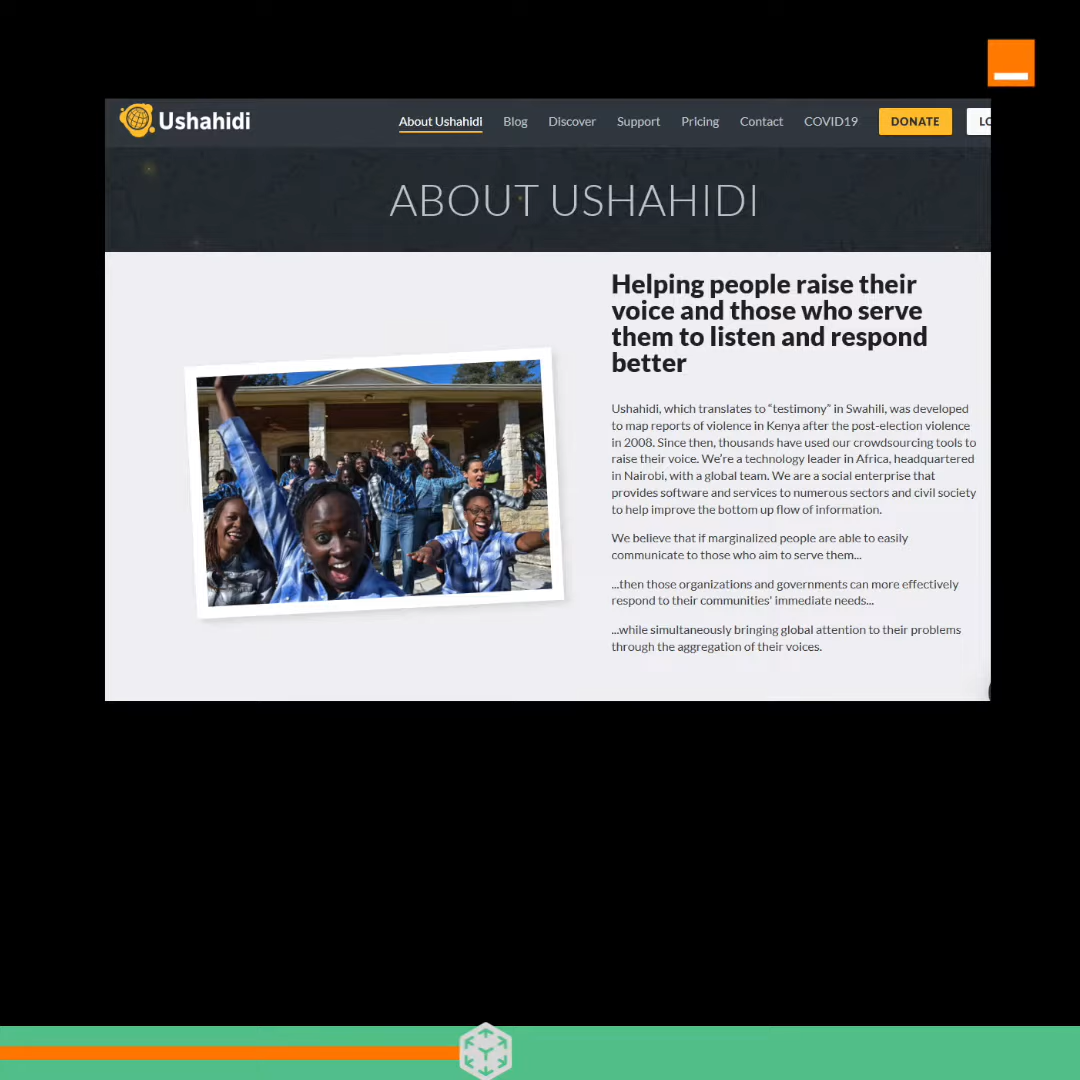 Ushahidi
About Ushahidi Blog Discover Support Pricing Contact COVID19 DONATE
ABOUT USHAHIDI
Helping people raise their
voice and those who serve
them to listen and respond
better
Ushahidi, which translates to “testimony” in Swahili, was developed
to map reports of violence in Kenya after the post-election violence
in 2008. Since then, thousands have used our crowdsourcing tools to
raise their voice. We’re a technology leader in Africa, headquartered
in Nairobi, with a global team. We are a social enterprise that
provides software and services to numerous sectors and civil society
to help improve the bottom up flow of information.
We believe that if marginalized people are able to easily
communicate to those who aim to serve them...
...then those organizations and governments can more effectively
respond to their communities' immediate needs...
...while simultaneously bringing global attention to their problems
through the aggregation of their voices.